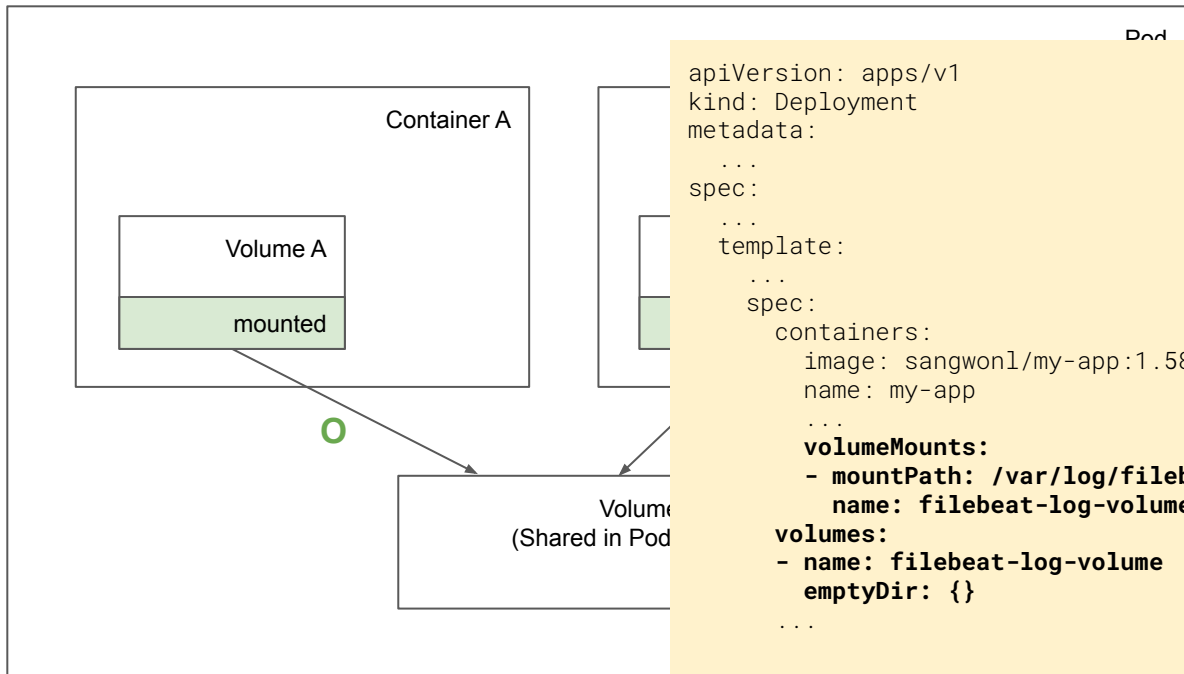 Pod
Container A
Volume A
mounted
O
Volume
(Shared in Pod
apiVersion: apps/v1
kind: Deployment
metadata:
...
spec:
...
template:
...
spec:
containers:
image: sangwonl/my-app:1.58
name: my-app
...
volumeMounts:
- mountPath: /var/log/fileb
name: filebeat-log-volume
volumes:
- name: filebeat-log-volume
emptyDir: {}
...